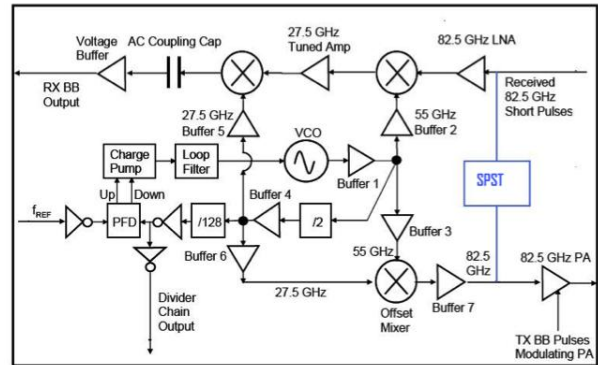 Voltage
Buffer
AC Coupling Cap
27.5 GHz
Tuned Amp
82.5 GHz LNA
RX BB
Output
Received
82.5 GHz
Short Pulses
27.5 GHz
Buffer 5
55 GHz
Buffer 2
VCO
Charge
Pump
Loop
Filter
Buffer 1
SPST
Up
Down
Buffer 4
fREF
PFD
/128
/2
Buffer 3
Buffer 6
55 GHz
82.5
GHz
82.5 GHz PA
27.5 GHz
Divider
Chain
Output
Offset
Mixer
Buffer 7
TX BB Pulses
Modulating PA